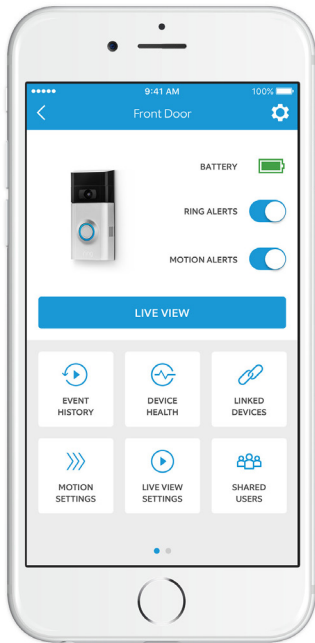 9:41 AM
100%
Front Door
BATTERY
RING ALERTS
MOTION ALERTS
LIVE VIEW
EVENT
HISTORY
DEVICE
HEALTH
LINKED
DEVICES
MOTION
SETTINGS
LIVE VIEW
SETTINGS
SHARED
USERS